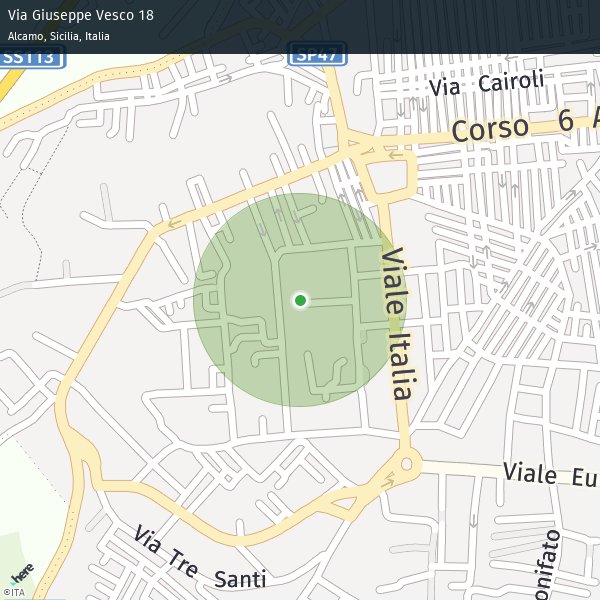 Via Giuseppe Vesco 18
Alcamo, Sicilia, Italia
SS113
SP47
Via Cairoli
Corso 6 A
Viale Italia
Viale Eu
Via Tre Santi
onifato
here
©ITA